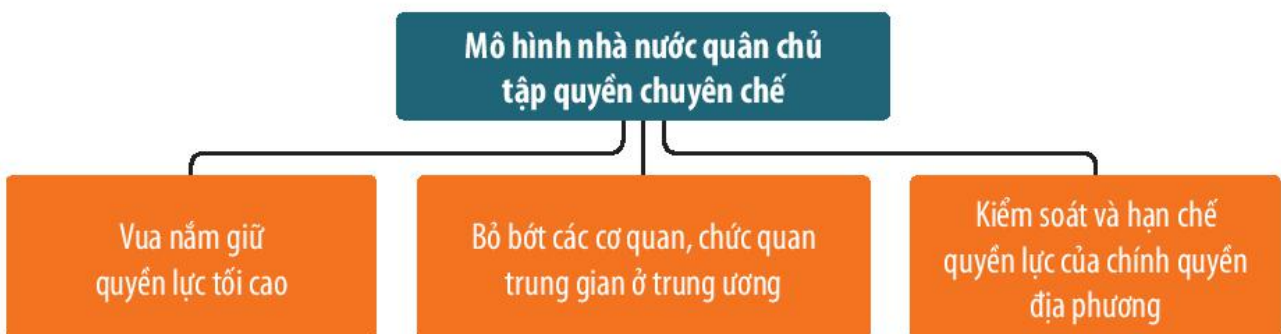 Mô hình nhà nước quân chủ
tập quyền chuyên chế
Vua nắm giữ
quyền lực tối cao
Bỏ bớt các cơ quan, chức quan
trung gian ở trung ương
Kiểm soát và hạn chế
quyền lực của chính quyền
địa phương